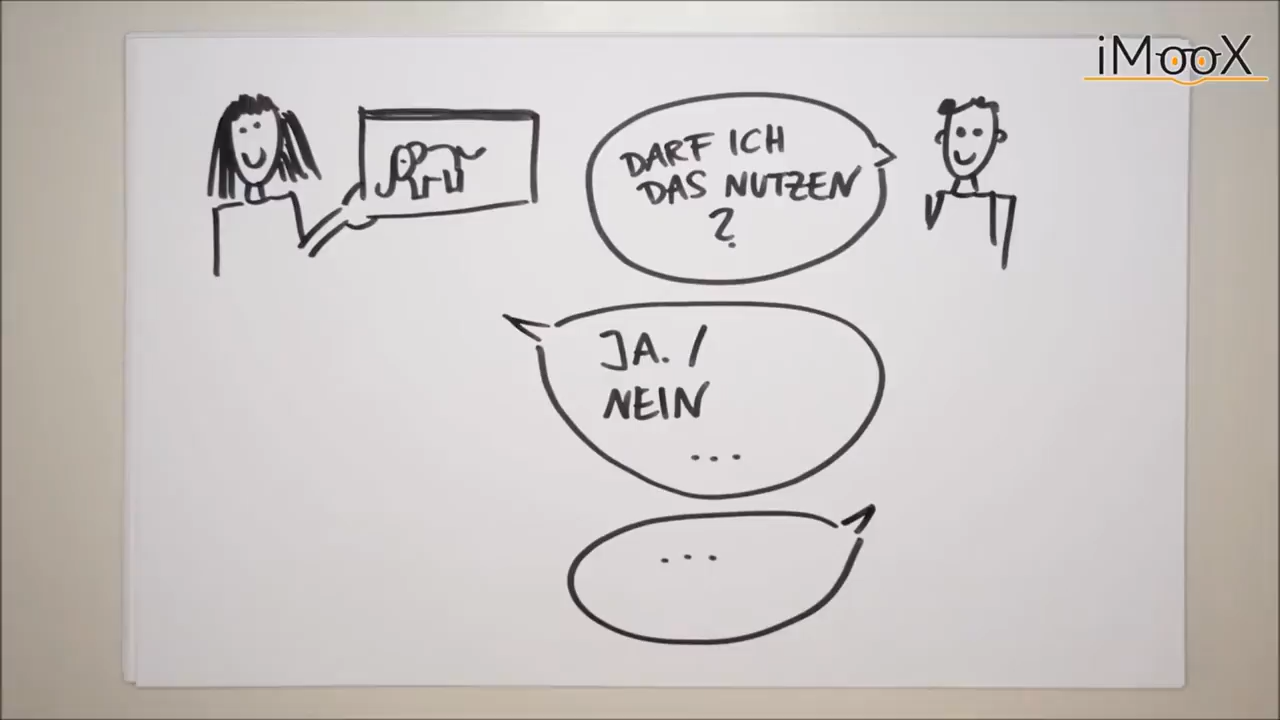 iMooX
DARF ICH
DAS NUTZEN
?
JA. /
NEIN
...
...